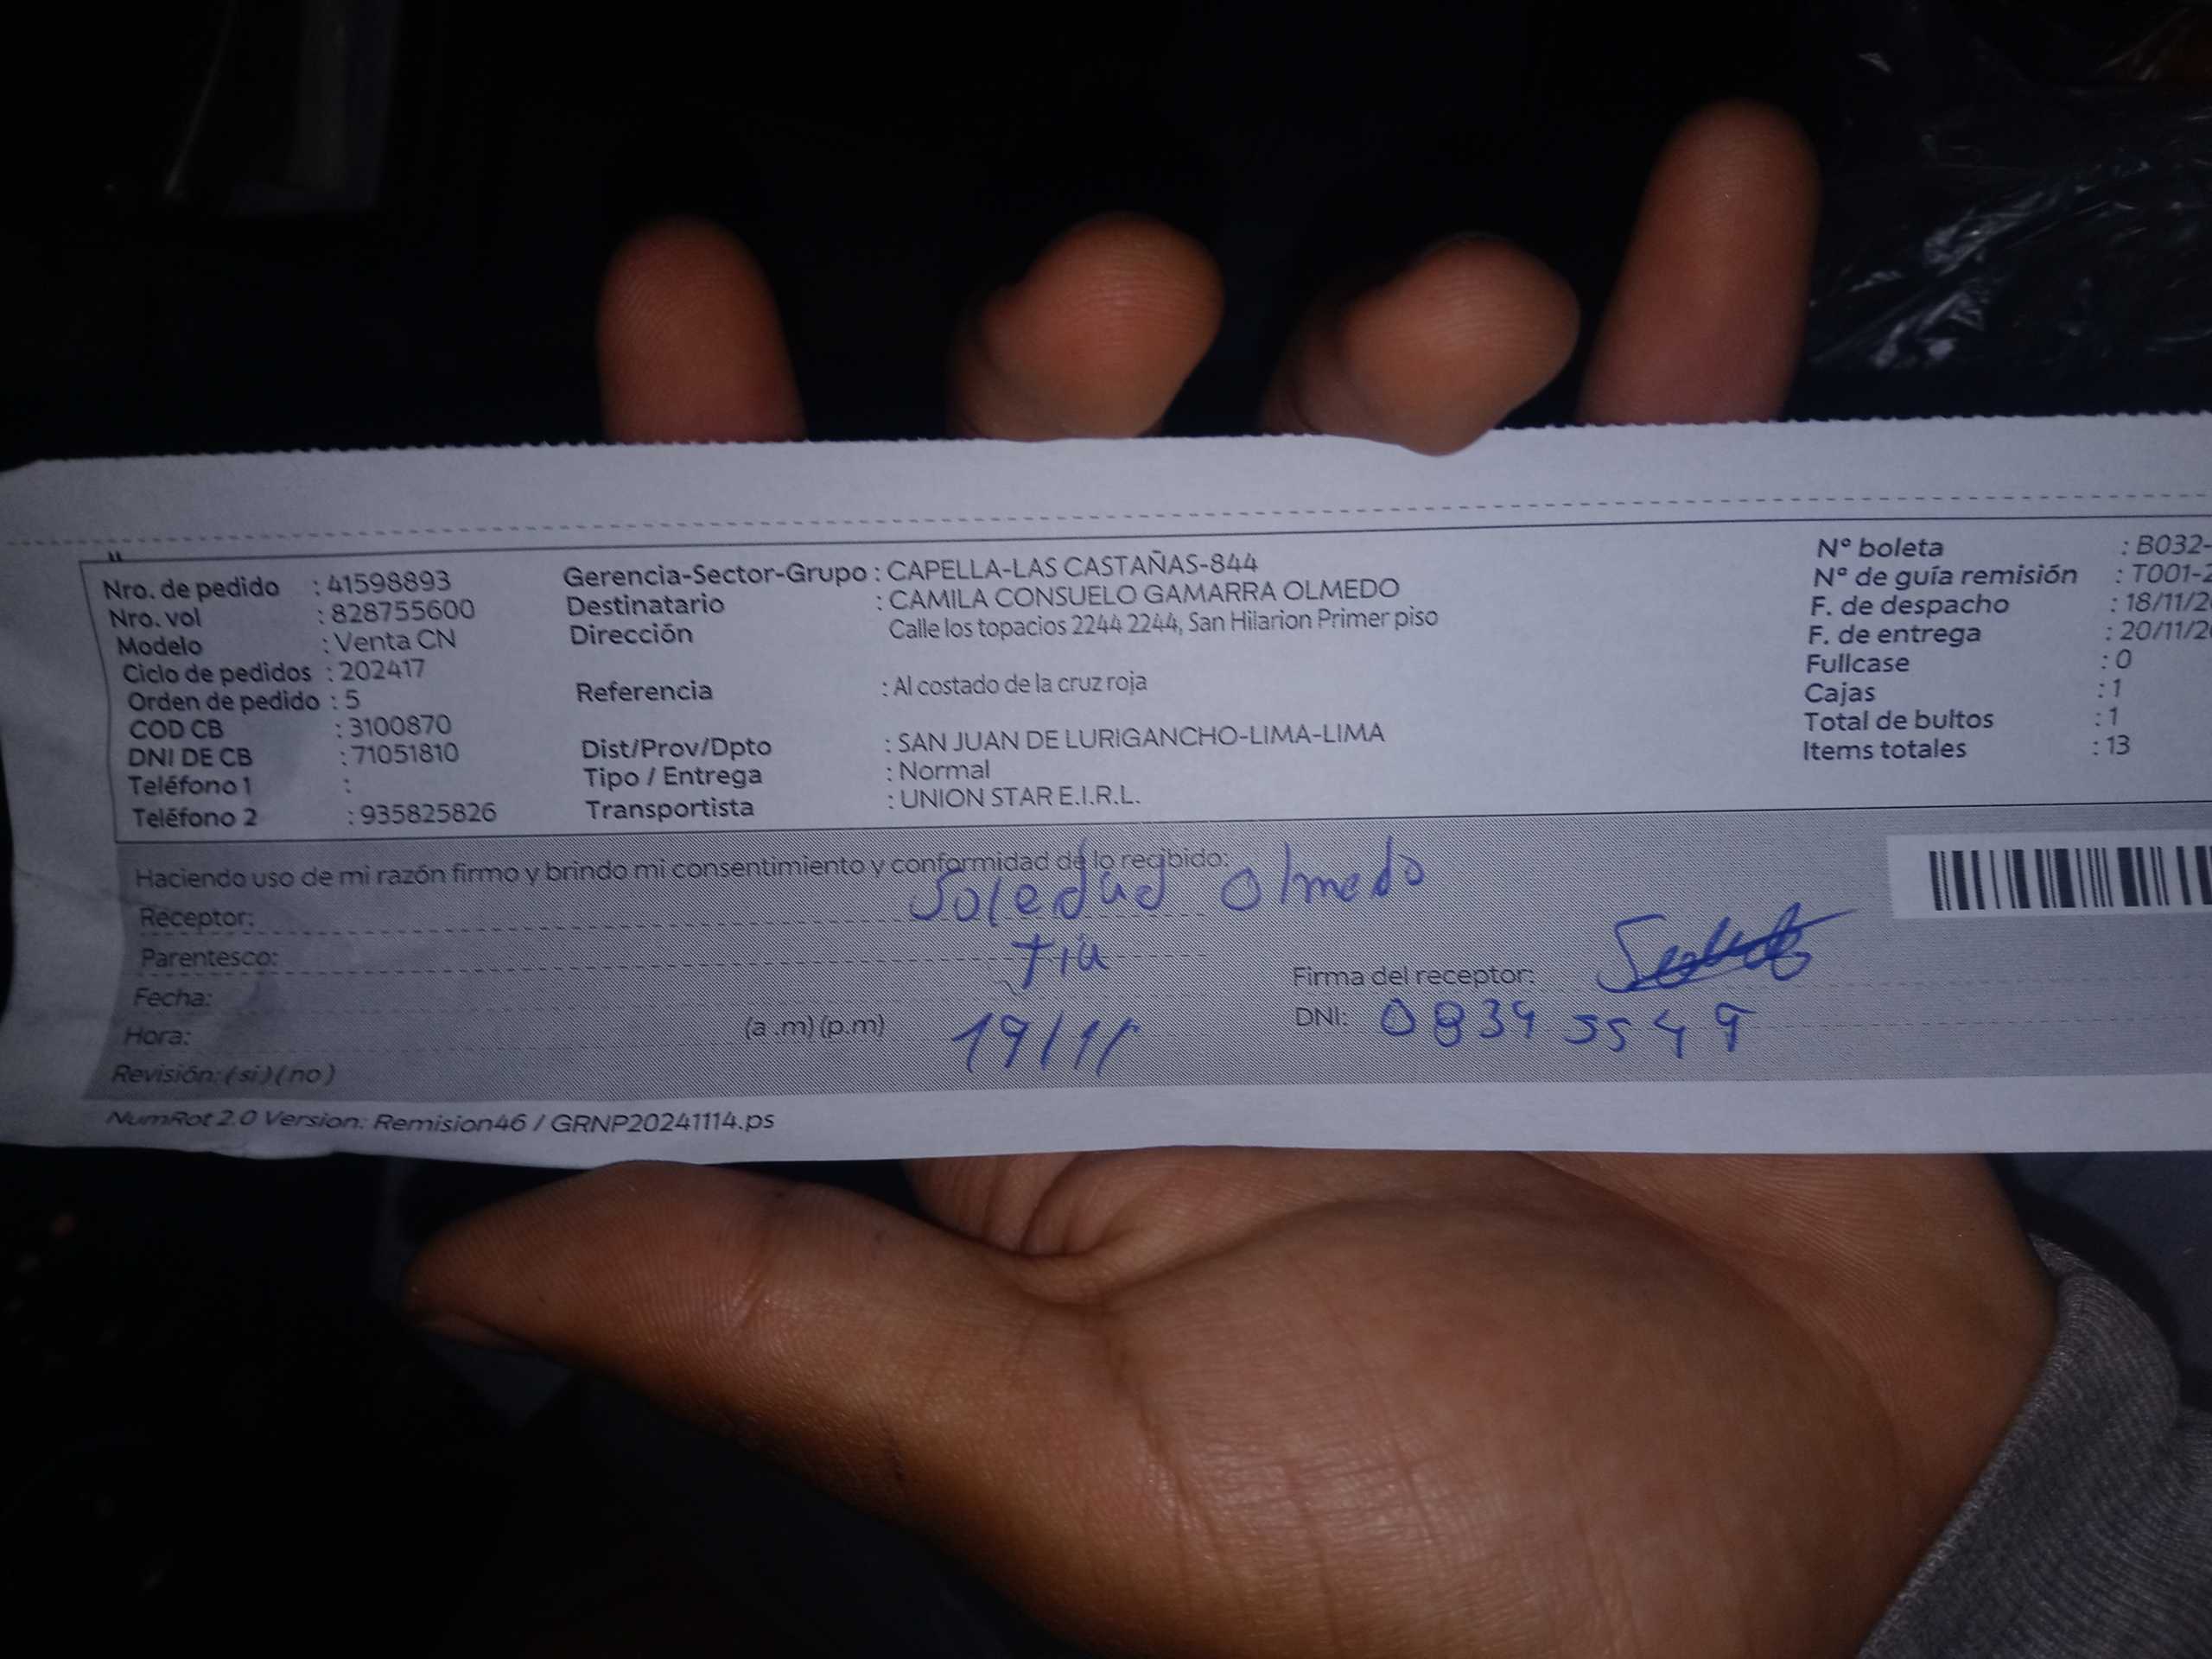 Nro. de pedido : 41598893
Nro. vol : 828755600
Modelo : Venta CN
Ciclo de pedidos : 202417
Orden de pedido : 5
COD CB : 3100870
DNI DE CB : 71051810
Teléfono 1 :
Teléfono 2 : 935825826
Gerencia-Sector-Grupo : CAPELLA-LAS CASTAÑAS-844
Destinatario : CAMILA CONSUELO GAMARRA OLMEDO
Dirección Calle los topacios 2244 2244, San Hilarion Primer piso
Referencia : Al costado de la cruz roja
Dist/Prov/Dpto : SAN JUAN DE LURIGANCHO-LIMA-LIMA
Tipo / Entrega : Normal
Transportista : UNION STAR E.I.R.L.
Nº boleta : B032-
Nº de guía remisión : T001-2
F. de despacho : 18/11/20
F. de entrega : 20/11/20
Fullcase : 0
Cajas : 1
Total de bultos : 1
Items totales : 13
Haciendo uso de mi razón firmo y brindo mi consentimiento y conformidad de lo recibido:
Receptor: Soledad Olmedo
Parentesco: tia
Fecha:
Hora: (a .m) (p.m) 19/11
Revisión: (si) (no)
Firma del receptor:
DNI: 08395549
NumRot 2.0 Version: Remision46 / GRNP20241114.ps